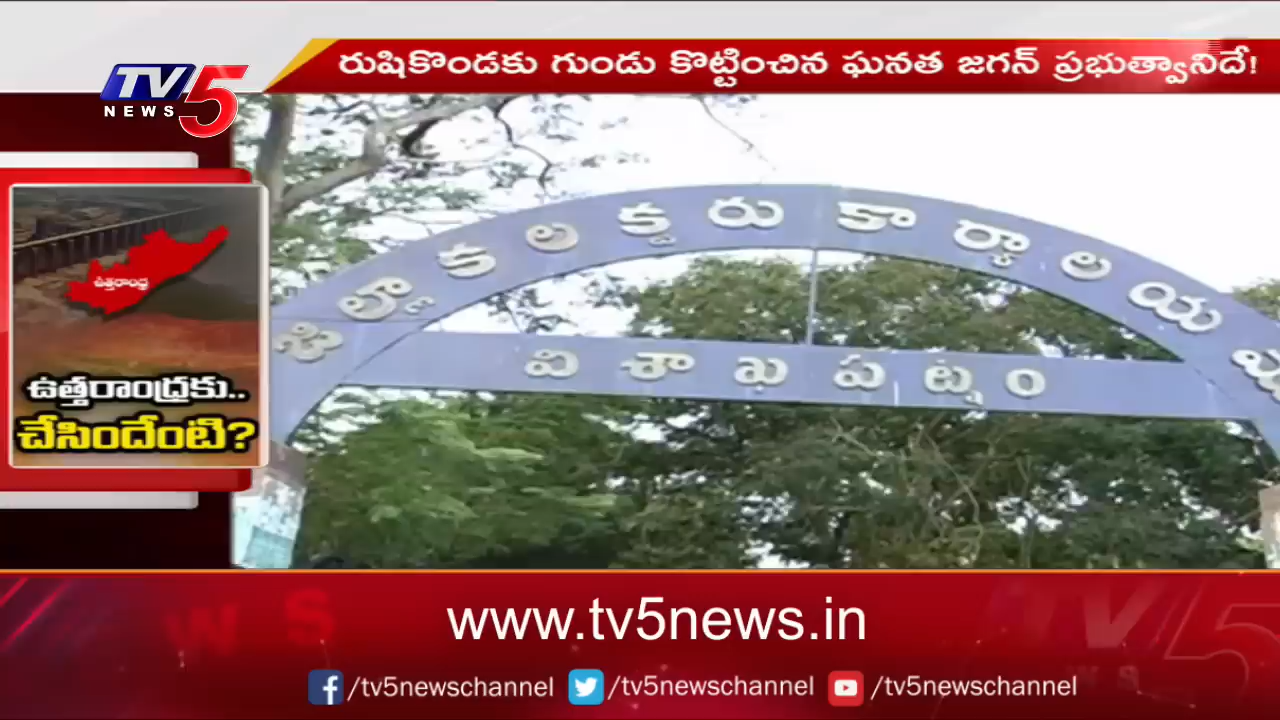 రుషికొండకు గుండు కొట్టించిన ఘనత జగన్ ప్రభుత్వానిదే!
TV5
NEWS
జిల్లా కలక్టరు కార్యాలయ
విశాఖపట్నం
ఉత్తరాంధ్ర
ఉత్తరాంధ్రకు..
చేసిందేంటి?
www.tv5news.in
/tv5newschannel /tv5newschannel /tv5newschannel